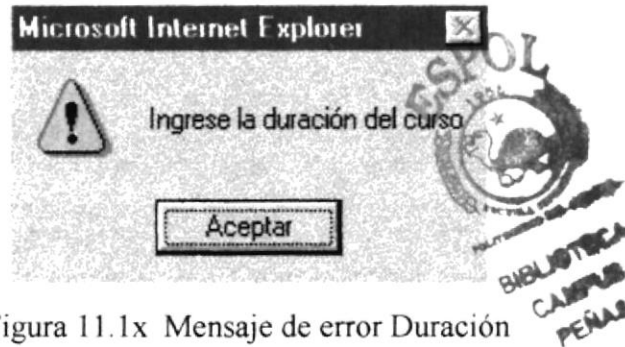 Microsoft Internet Explorer
Ingrese la duración del curso
Aceptar
ESPOL
BIBLIOTECA
CAMPUS
PEÑAS
Figura 11.1x Mensaje de error Duración